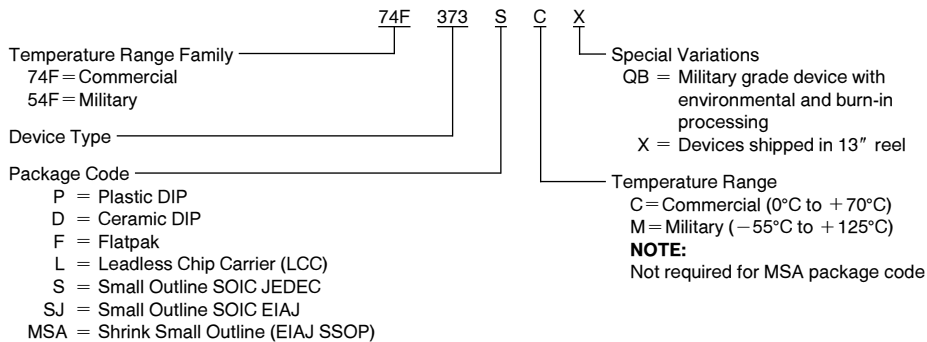 74F 373 S C X
Temperature Range Family
74F = Commercial
54F = Military
Device Type
Package Code
P = Plastic DIP
D = Ceramic DIP
F = Flatpak
L = Leadless Chip Carrier (LCC)
S = Small Outline SOIC JEDEC
SJ = Small Outline SOIC EIAJ
MSA = Shrink Small Outline (EIAJ SSOP)
Special Variations
QB = Military grade device with
environmental and burn-in
processing
X = Devices shipped in 13″ reel
Temperature Range
C = Commercial (0°C to +70°C)
M = Military (−55°C to +125°C)
NOTE:
Not required for MSA package code